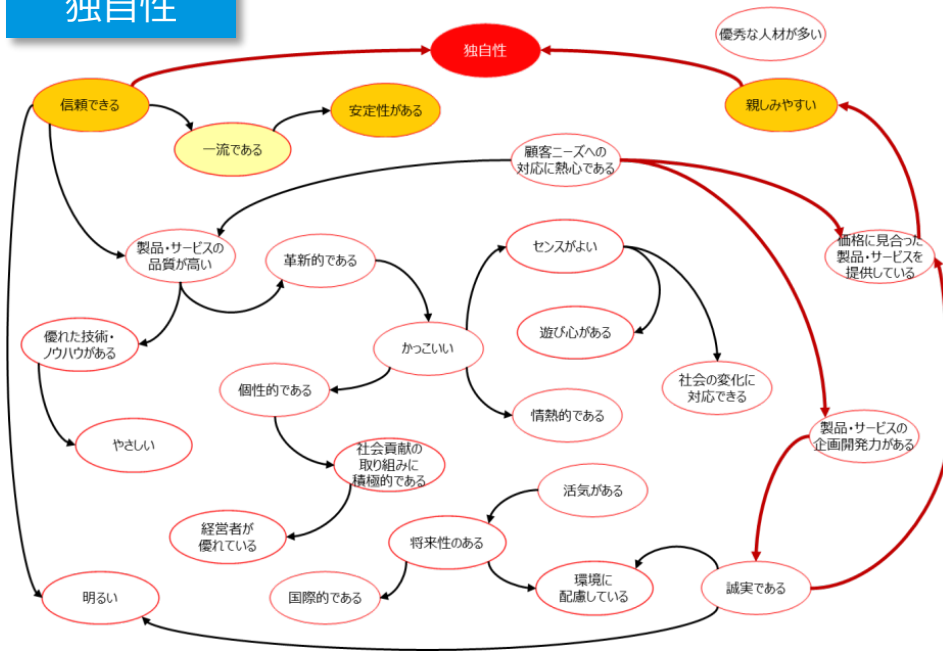 独自性
優秀な人材が多い
独自性
信頼できる
安定性がある
親しみやすい
一流である
顧客ニーズへの
対応に熱心である
製品・サービスの
品質が高い
革新的である
センスがよい
価格に見合った
製品・サービスを
提供している
優れた技術・
ノウハウがある
かっこいい
遊び心がある
個性的である
社会の変化に
対応できる
情熱的である
製品・サービスの
企画開発力がある
やさしい
社会貢献の
取り組みに
積極的である
活気がある
経営者が
優れている
将来性のある
明るい
国際的である
環境に
配慮している
誠実である